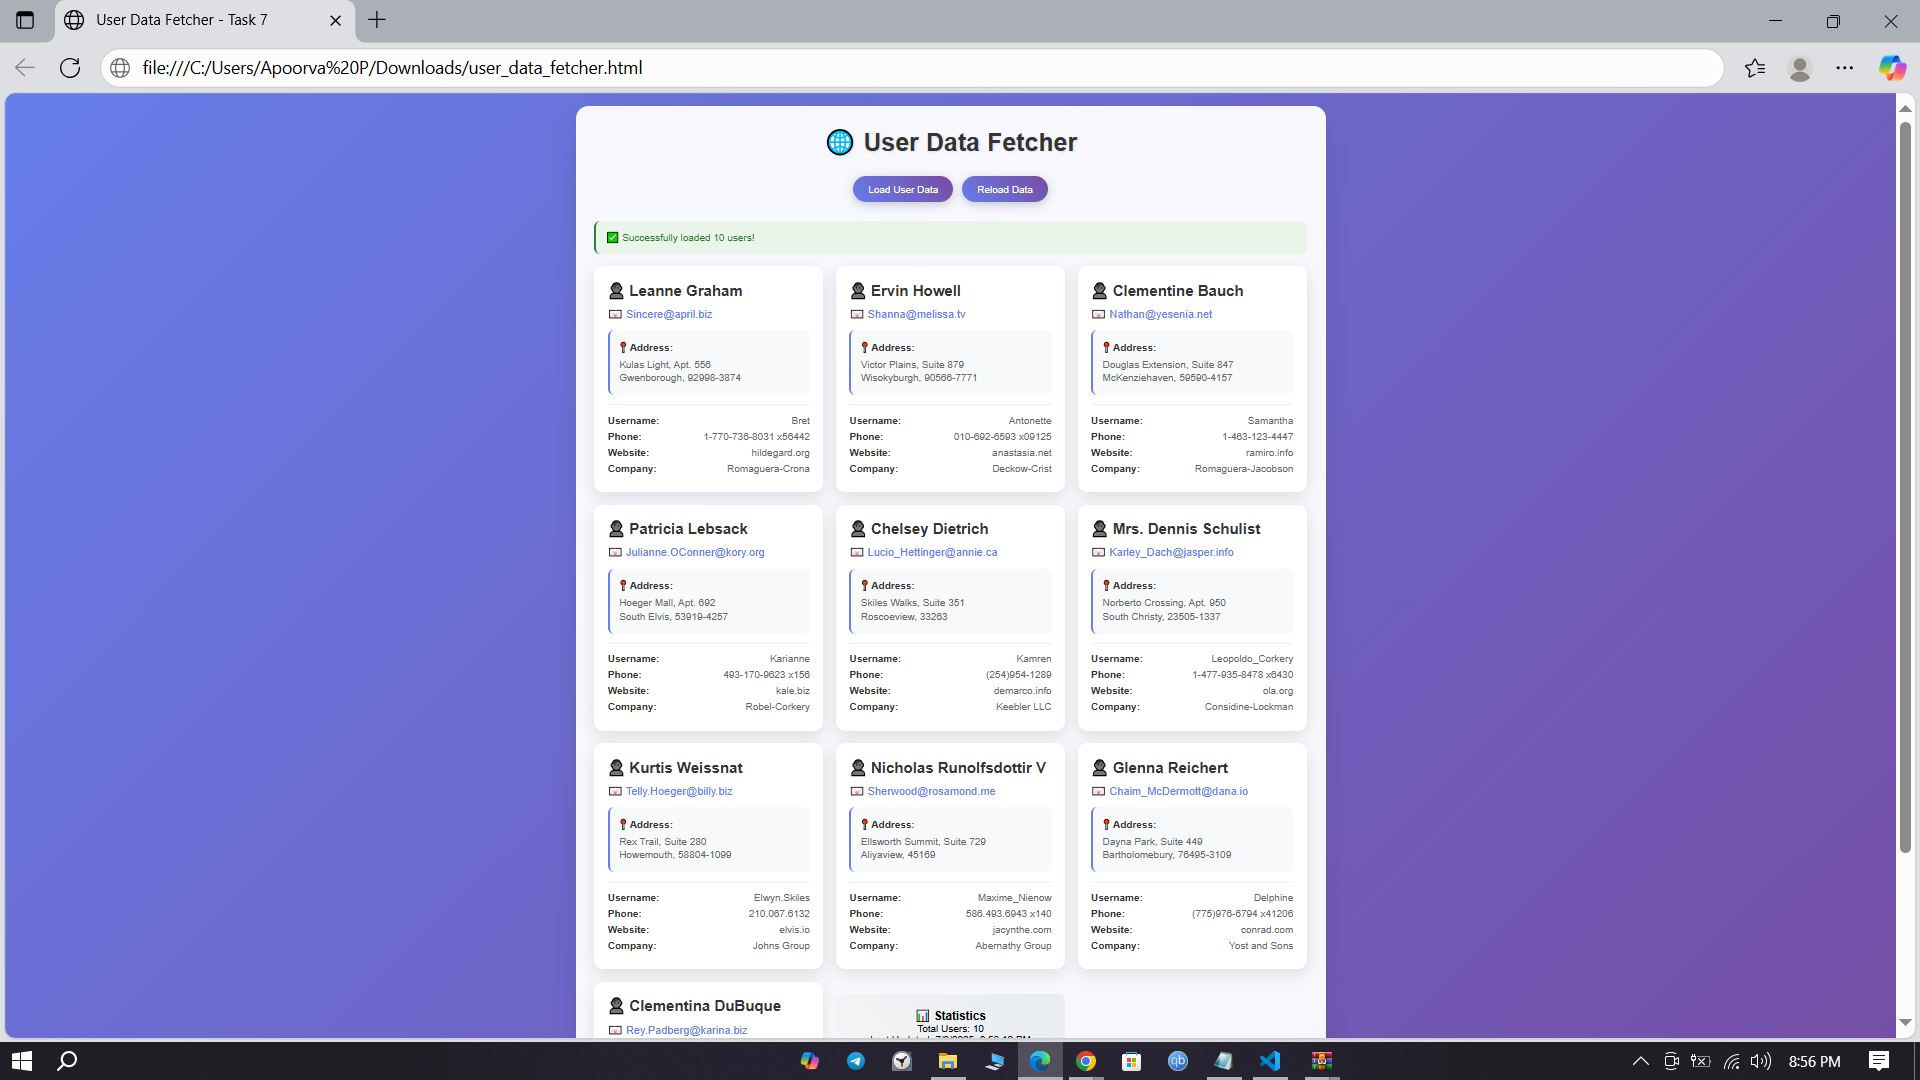 User Data Fetcher - Task 7
file:///C:/Users/Apoorva%20P/Downloads/user_data_fetcher.html
User Data Fetcher
Load User Data
Reload Data
Successfully loaded 10 users!
Leanne Graham
Sincere@april.biz
Address:
Kulas Light, Apt. 556
Gwenborough, 92998-3874
Username: Bret
Phone: 1-770-736-8031 x56442
Website: hildegard.org
Company: Romaguera-Crona
Ervin Howell
Shanna@melissa.tv
Address:
Victor Plains, Suite 879
Wisokyburgh, 90566-7771
Username: Antonette
Phone: 010-692-6593 x09125
Website: anastasia.net
Company: Deckow-Crist
Clementine Bauch
Nathan@yesenia.net
Address:
Douglas Extension, Suite 847
McKenziehaven, 59590-4157
Username: Samantha
Phone: 1-463-123-4447
Website: ramiro.info
Company: Romaguera-Jacobson
Patricia Lebsack
Julianne.OConner@kory.org
Address:
Hoeger Mall, Apt. 692
South Elvis, 53919-4257
Username: Karianne
Phone: 493-170-9623 x156
Website: kale.biz
Company: Robel-Corkery
Chelsey Dietrich
Lucio_Hettinger@annie.ca
Address:
Skiles Walks, Suite 351
Roscoeview, 33263
Username: Kamren
Phone: (254)954-1289
Website: demarco.info
Company: Keebler LLC
Mrs. Dennis Schulist
Karley_Dach@jasper.info
Address:
Norberto Crossing, Apt. 950
South Christy, 23505-1337
Username: Leopoldo_Corkery
Phone: 1-477-935-8478 x6430
Website: ola.org
Company: Considine-Lockman
Kurtis Weissnat
Telly.Hoeger@billy.biz
Address:
Rex Trail, Suite 280
Howemouth, 58804-1099
Username: Elwyn.Skiles
Phone: 210.067.6132
Website: elvis.io
Company: Johns Group
Nicholas Runolfsdottir V
Sherwood@rosamond.me
Address:
Ellsworth Summit, Suite 729
Aliyaview, 45169
Username: Maxime_Nienow
Phone: 586.493.6943 x140
Website: jacynthe.com
Company: Abernathy Group
Glenna Reichert
Chaim_McDermott@dana.io
Address:
Dayna Park, Suite 449
Bartholomebury, 76495-3109
Username: Delphine
Phone: (775)976-6794 x41206
Website: conrad.com
Company: Yost and Sons
Clementina DuBuque
Rey.Padberg@karina.biz
Statistics
Total Users: 10
8:56 PM